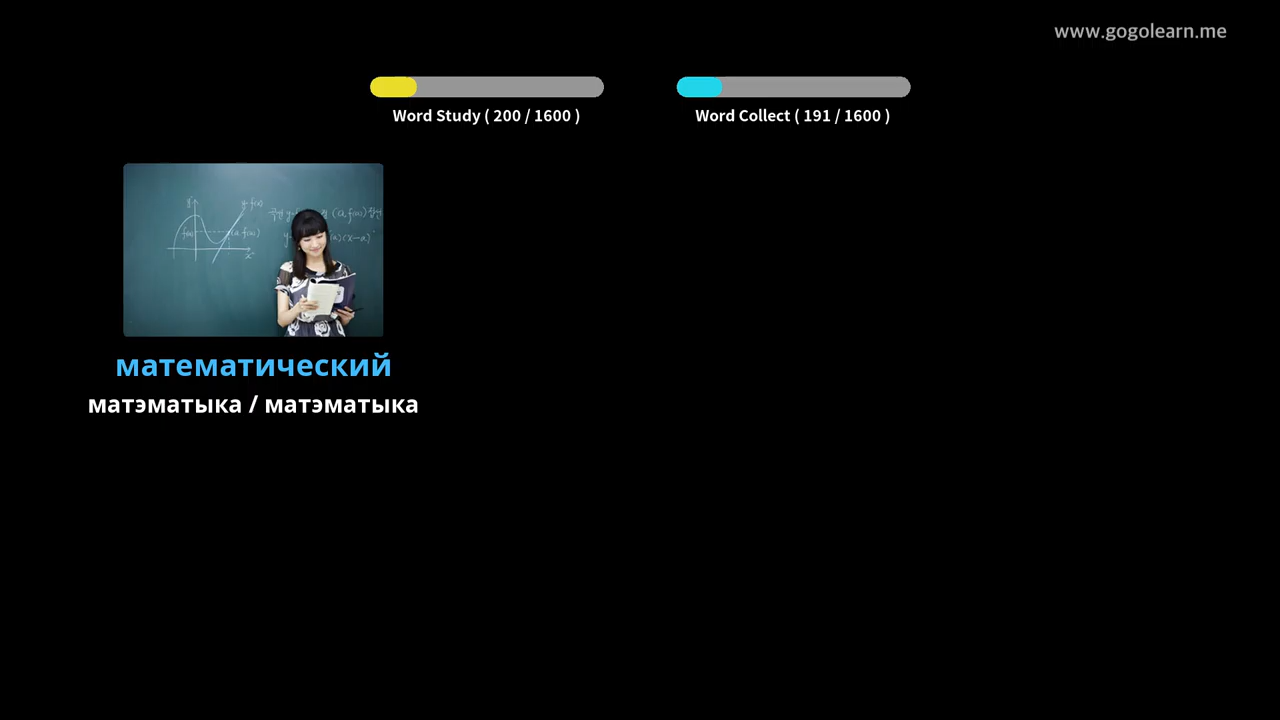 www.gogolearn.me
Word Study ( 200 / 1600 )
Word Collect ( 191 / 1600 )
y=f(x)
f(a)
(a, f(a))
x
математический
матэматыка / матэматыка